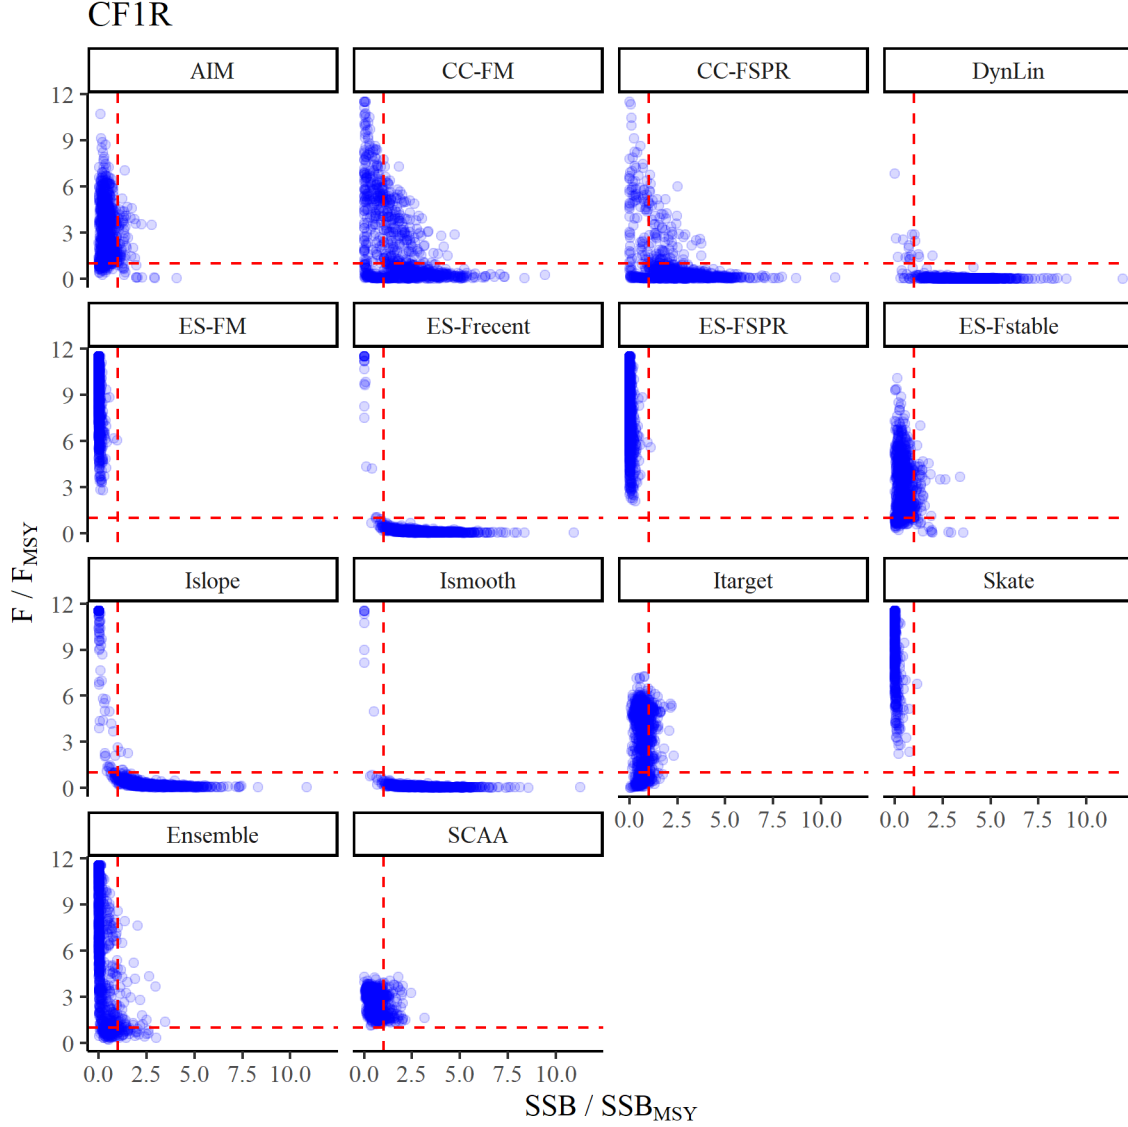 CF1R
AIM CC-FM CC-FSPR DynLin
12
9
6
3
0
ES-FM ES-Frecent ES-FSPR ES-Fstable
12
9
6
3
0
F / FMSY
Islope Ismooth Itarget Skate
12
9
6
3
0
0.0 2.5 5.0 7.5 10.0 0.0 2.5 5.0 7.5 10.0
Ensemble SCAA
12
9
6
3
0
0.0 2.5 5.0 7.5 10.0 0.0 2.5 5.0 7.5 10.0
SSB / SSBMSY